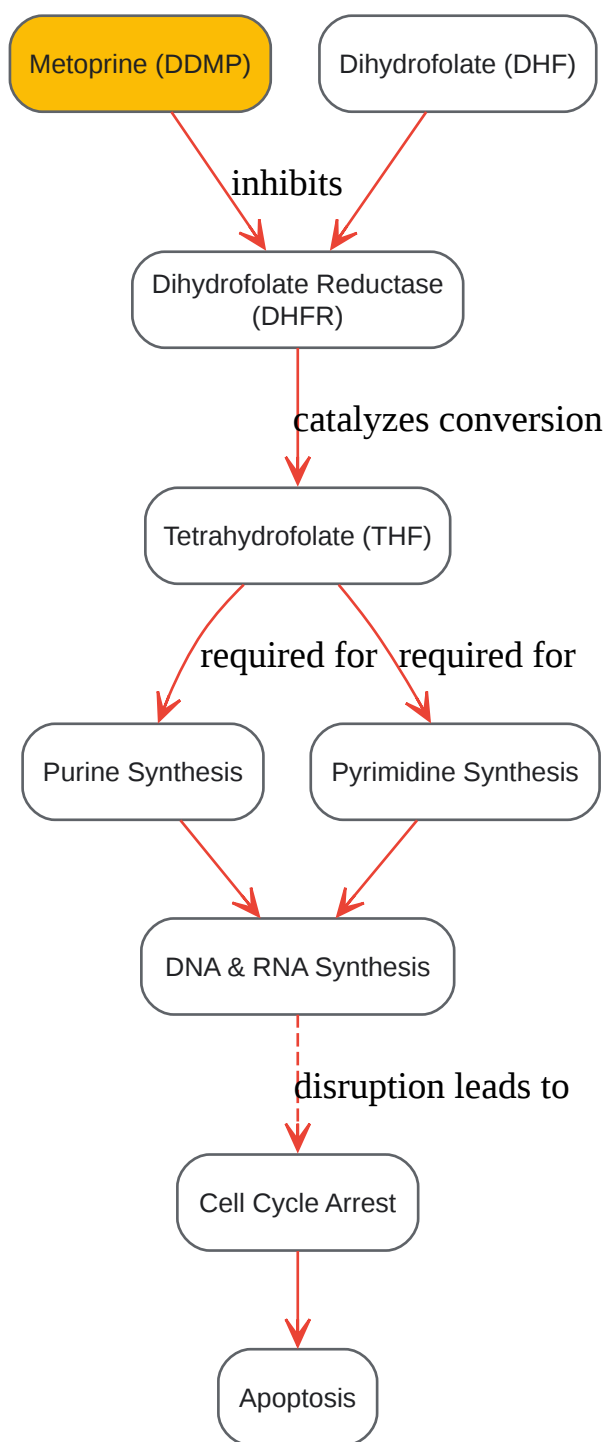 Metoprine (DDMP)
Dihydrofolate (DHF)
inhibits
Dihydrofolate Reductase
(DHFR)
catalyzes conversion
Tetrahydrofolate (THF)
required for
required for
Purine Synthesis
Pyrimidine Synthesis
DNA & RNA Synthesis
disruption leads to
Cell Cycle Arrest
Apoptosis